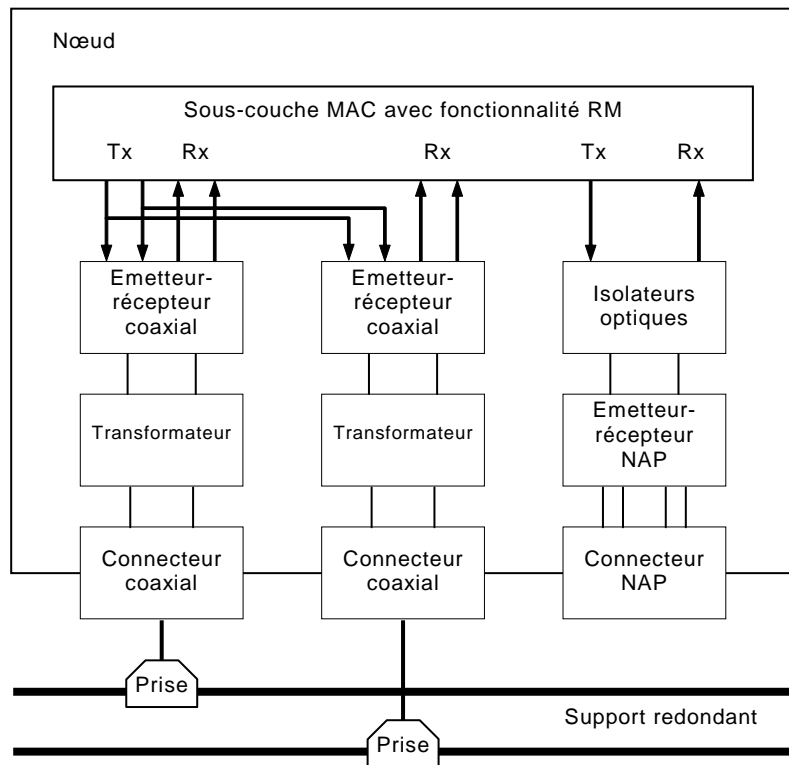 Nœud
Sous-couche MAC avec fonctionnalité RM
Tx Rx Rx Tx Rx
Emetteur-
récepteur
coaxial
Emetteur-
récepteur
coaxial
Isolateurs
optiques
Transformateur
Transformateur
Emetteur-
récepteur
NAP
Connecteur
coaxial
Connecteur
coaxial
Connecteur
NAP
Prise
Support redondant
Prise